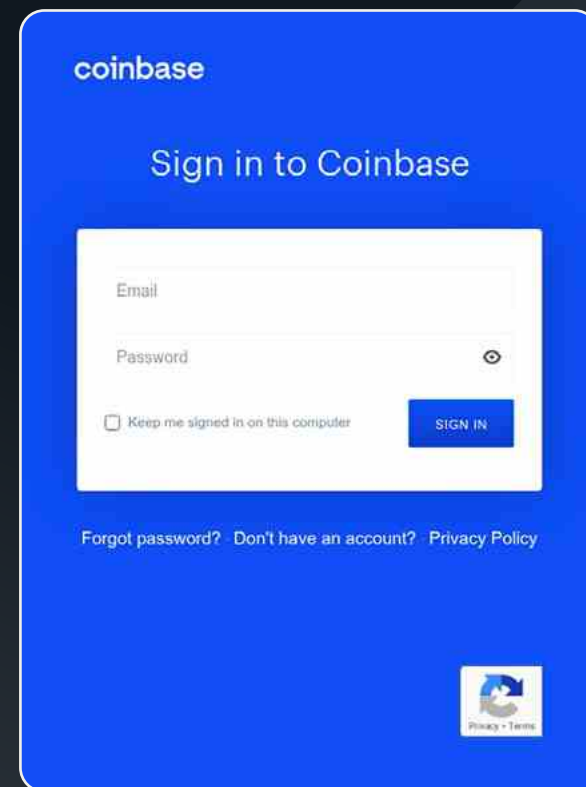 coinbase
Sign in to Coinbase
Email
Password
Keep me signed in on this computer
SIGN IN
Forgot password? · Don't have an account? · Privacy Policy
Privacy • Terms